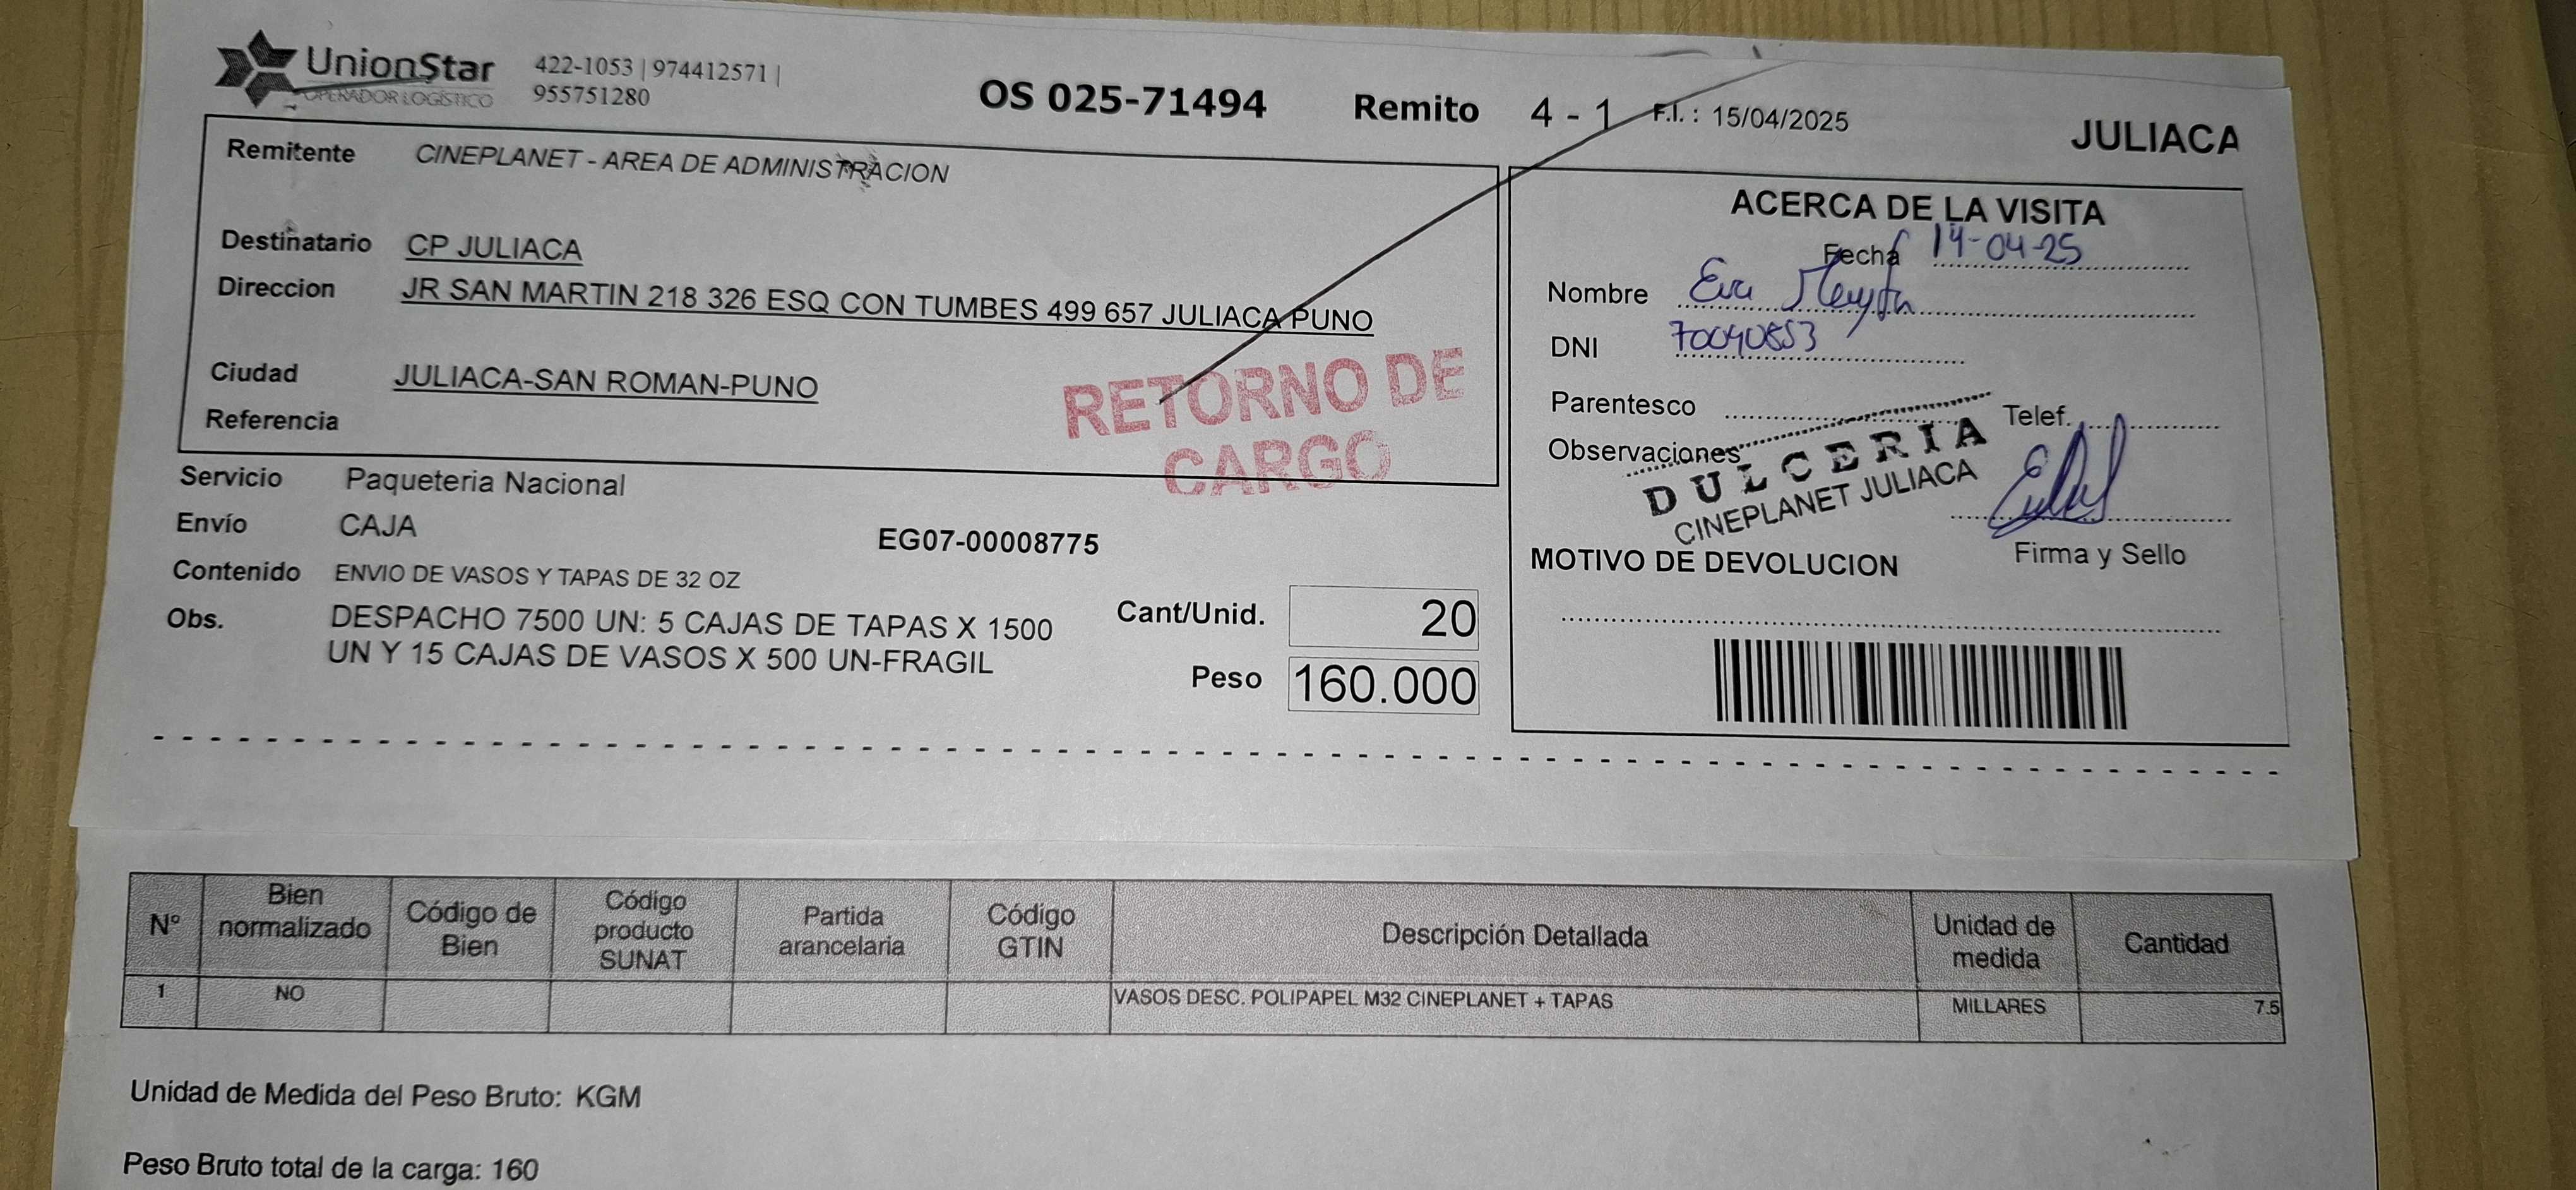 UnionStar
OPERADOR LOGÍSTICO
422-1053 | 974412571 |
955751280
OS 025-71494
Remito 4 - 1
F.I. : 15/04/2025
JULIACA
Remitente CINEPLANET - AREA DE ADMINISTRACION
Destinatario CP JULIACA
Direccion JR SAN MARTIN 218 326 ESQ CON TUMBES 499 657 JULIACA PUNO
Ciudad JULIACA-SAN ROMAN-PUNO
Referencia
RETORNO DE
CARGO
Servicio Paqueteria Nacional
Envío CAJA
EG07-00008775
Contenido ENVIO DE VASOS Y TAPAS DE 32 OZ
Obs. DESPACHO 7500 UN: 5 CAJAS DE TAPAS X 1500
UN Y 15 CAJAS DE VASOS X 500 UN-FRAGIL
Cant/Unid. 20
Peso 160.000
ACERCA DE LA VISITA
Fecha 14-04-25
Nombre Eva
DNI 70040853
Parentesco
Telef.
Observaciones
DULCERIA
CINEPLANET JULIACA
Firma y Sello
MOTIVO DE DEVOLUCION
N° Bien normalizado Código de Bien Código producto SUNAT Partida arancelaria Código GTIN Descripción Detallada Unidad de medida Cantidad
1 NO VASOS DESC. POLIPAPEL M32 CINEPLANET + TAPAS MILLARES 7.5
Unidad de Medida del Peso Bruto: KGM
Peso Bruto total de la carga: 160